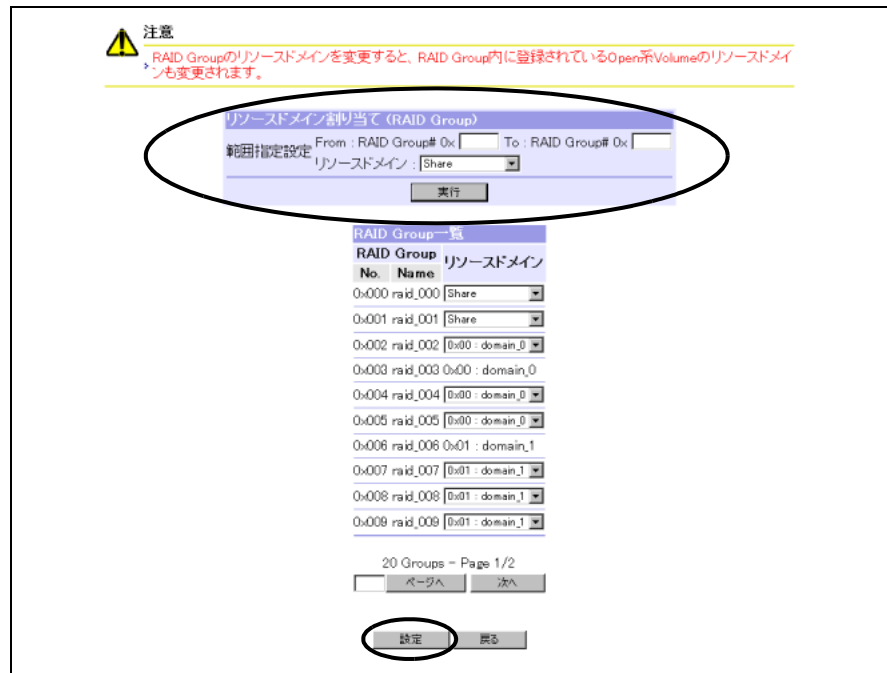 注意
RAID Groupのリソースドメインを変更すると、RAID Group内に登録されているOpen系Volumeのリソースドメイ
ンも変更されます。
リソースドメイン割り当て (RAID Group)
範囲指定設定 From : RAID Group# 0x To : RAID Group# 0x
リソースドメイン : Share
実行
RAID Group一覧
RAID Group リソースドメイン
No. Name
0x000 raid_000 Share
0x001 raid_001 Share
0x002 raid_002 0x00 : domain_0
0x003 raid_003 0x00 : domain_0
0x004 raid_004 0x00 : domain_0
0x005 raid_005 0x00 : domain_0
0x006 raid_006 0x01 : domain_1
0x007 raid_007 0x01 : domain_1
0x008 raid_008 0x01 : domain_1
0x009 raid_009 0x01 : domain_1
20 Groups - Page 1/2
ページへ 次へ
設定 戻る